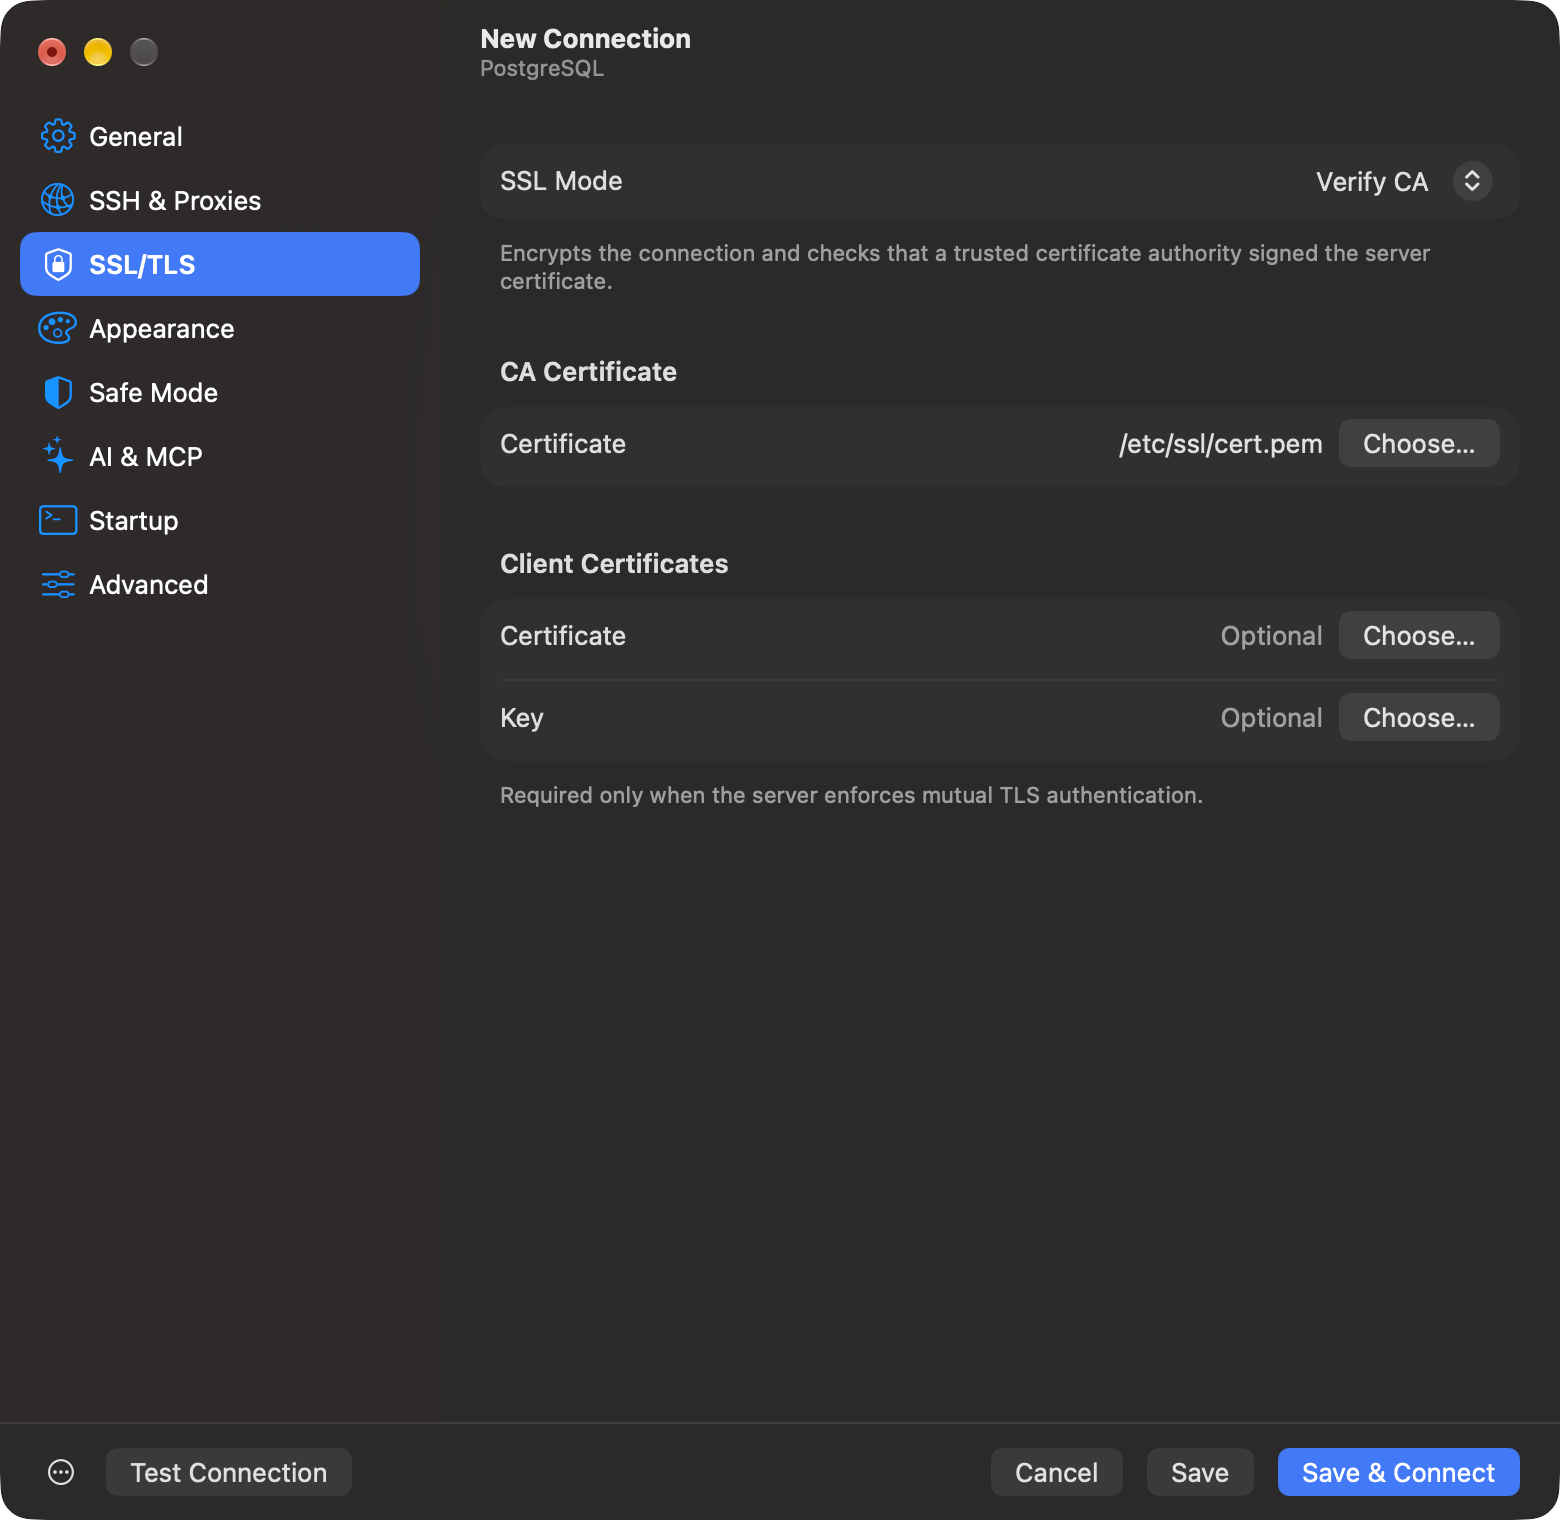 New Connection
PostgreSQL
General
SSH & Proxies
SSL/TLS
Appearance
Safe Mode
AI & MCP
Startup
Advanced
SSL Mode
Verify CA
Encrypts the connection and checks that a trusted certificate authority signed the server
certificate.
CA Certificate
Certificate
/etc/ssl/cert.pem
Choose...
Client Certificates
Certificate
Optional
Choose...
Key
Optional
Choose...
Required only when the server enforces mutual TLS authentication.
Test Connection
Cancel
Save
Save & Connect